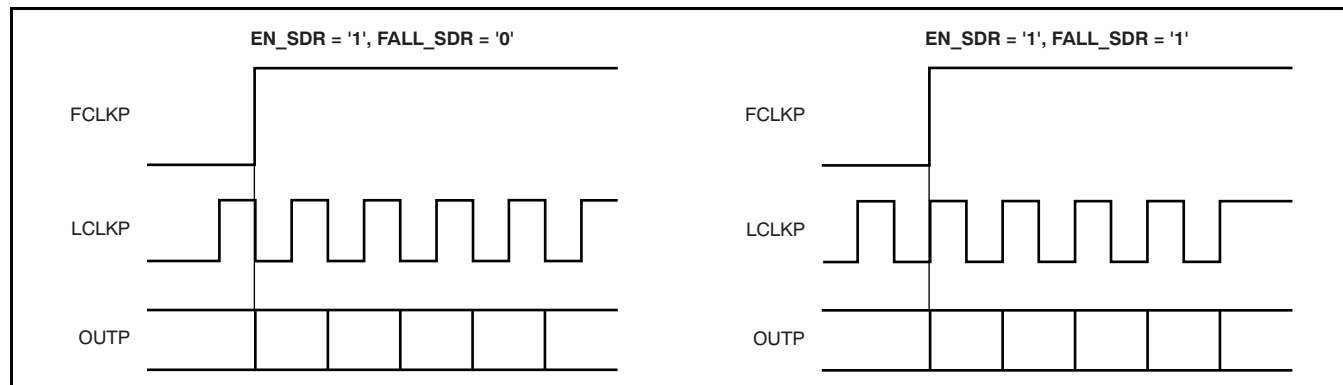 EN_SDR = '1', FALL_SDR = '0'
FCLKP
LCLKP
OUTP
EN_SDR = '1', FALL_SDR = '1'
FCLKP
LCLKP
OUTP